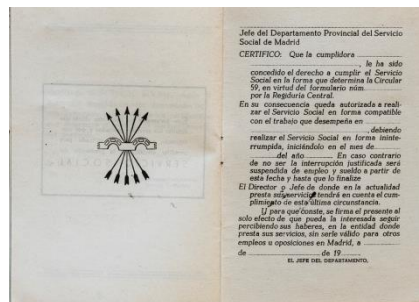 Jefe del Departamento Provincial del Servicio
Social de Madrid
CERTIFICO: Que la cumplidora
, le ha sido
concedido el derecho a cumplir el Servicio
Social en la forma que determina la Circular
59, en virtud del formulario núm.
por la Regiduría Central.
En su consecuencia queda autorizada a reali-
zar el Servicio Social en forma compatible
con el trabajo que desempeña en
, debiendo
realizar el Servicio Social en forma ininte-
rrumpida, iniciándolo en el mes de
del año En caso contrario
de no ser la interrupción justificada será
suspendida de empleo y sueldo a partir de
esta fecha y hasta que lo finalize
El Director o Jefe de donde en la actualidad
presta su servicio tendrá en cuenta el cum-
plimiento de esta última circunstancia.
Y para que conste, se firma el presente al
solo efecto de que pueda la interesada seguir
percibiendo sus haberes, en la entidad donde
presta sus servicios, sin serle válido para otros
empleos u oposiciones en Madrid, a
de de 19
EL JEFE DEL DEPARTAMENTO,